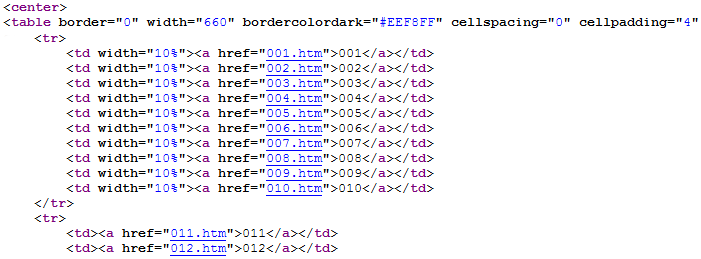 <center>
<table border="0" width="660" bordercolordark="#EEF8FF" cellspacing="0" cellpadding="4"
<tr>
<td width="10%"><a href="001.htm">001</a></td>
<td width="10%"><a href="002.htm">002</a></td>
<td width="10%"><a href="003.htm">003</a></td>
<td width="10%"><a href="004.htm">004</a></td>
<td width="10%"><a href="005.htm">005</a></td>
<td width="10%"><a href="006.htm">006</a></td>
<td width="10%"><a href="007.htm">007</a></td>
<td width="10%"><a href="008.htm">008</a></td>
<td width="10%"><a href="009.htm">009</a></td>
<td width="10%"><a href="010.htm">010</a></td>
</tr>
<tr>
<td><a href="011.htm">011</a></td>
<td><a href="012.htm">012</a></td>